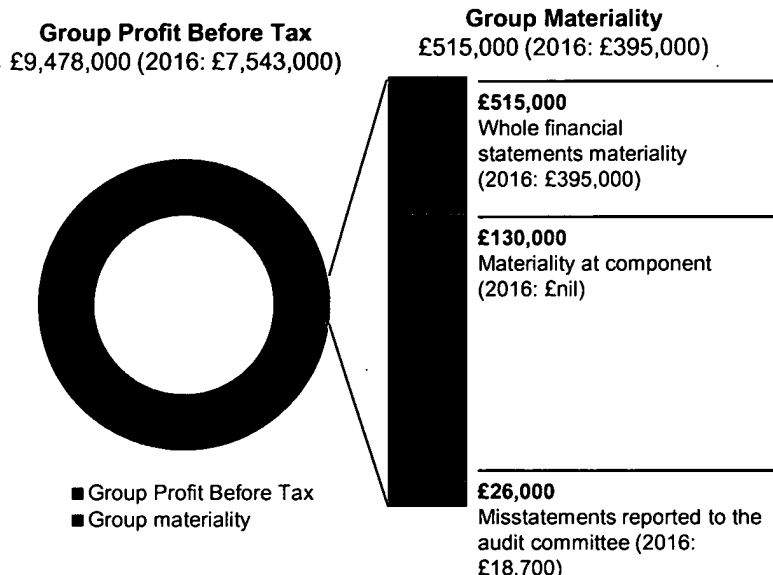 Group Profit Before Tax
£9,478,000 (2016: £7,543,000)
Group Materiality
£515,000 (2016: £395,000)
£515,000
Whole financial
statements materiality
(2016: £395,000)
£130,000
Materiality at component
(2016: £nil)
£26,000
Misstatements reported to the
audit committee (2016:
£18,700)
Group Profit Before Tax
Group materiality